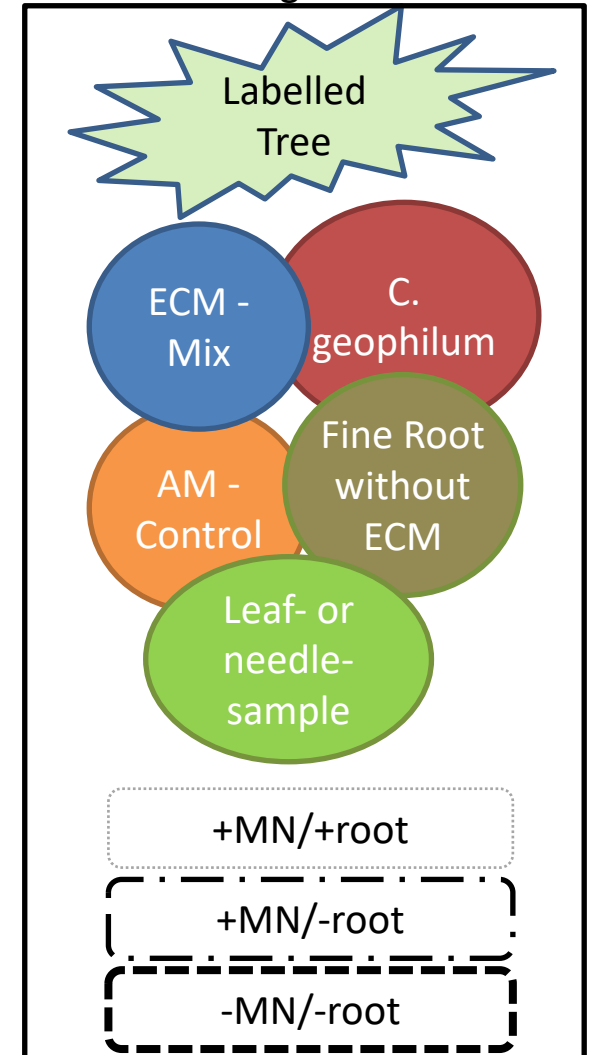 Labelled
Tree
ECM -
Mix
C.
geophilum
AM -
Control
Fine Root
without
ECM
Leaf- or
needle-
sample
+MN/+root
+MN/-root
-MN/-root